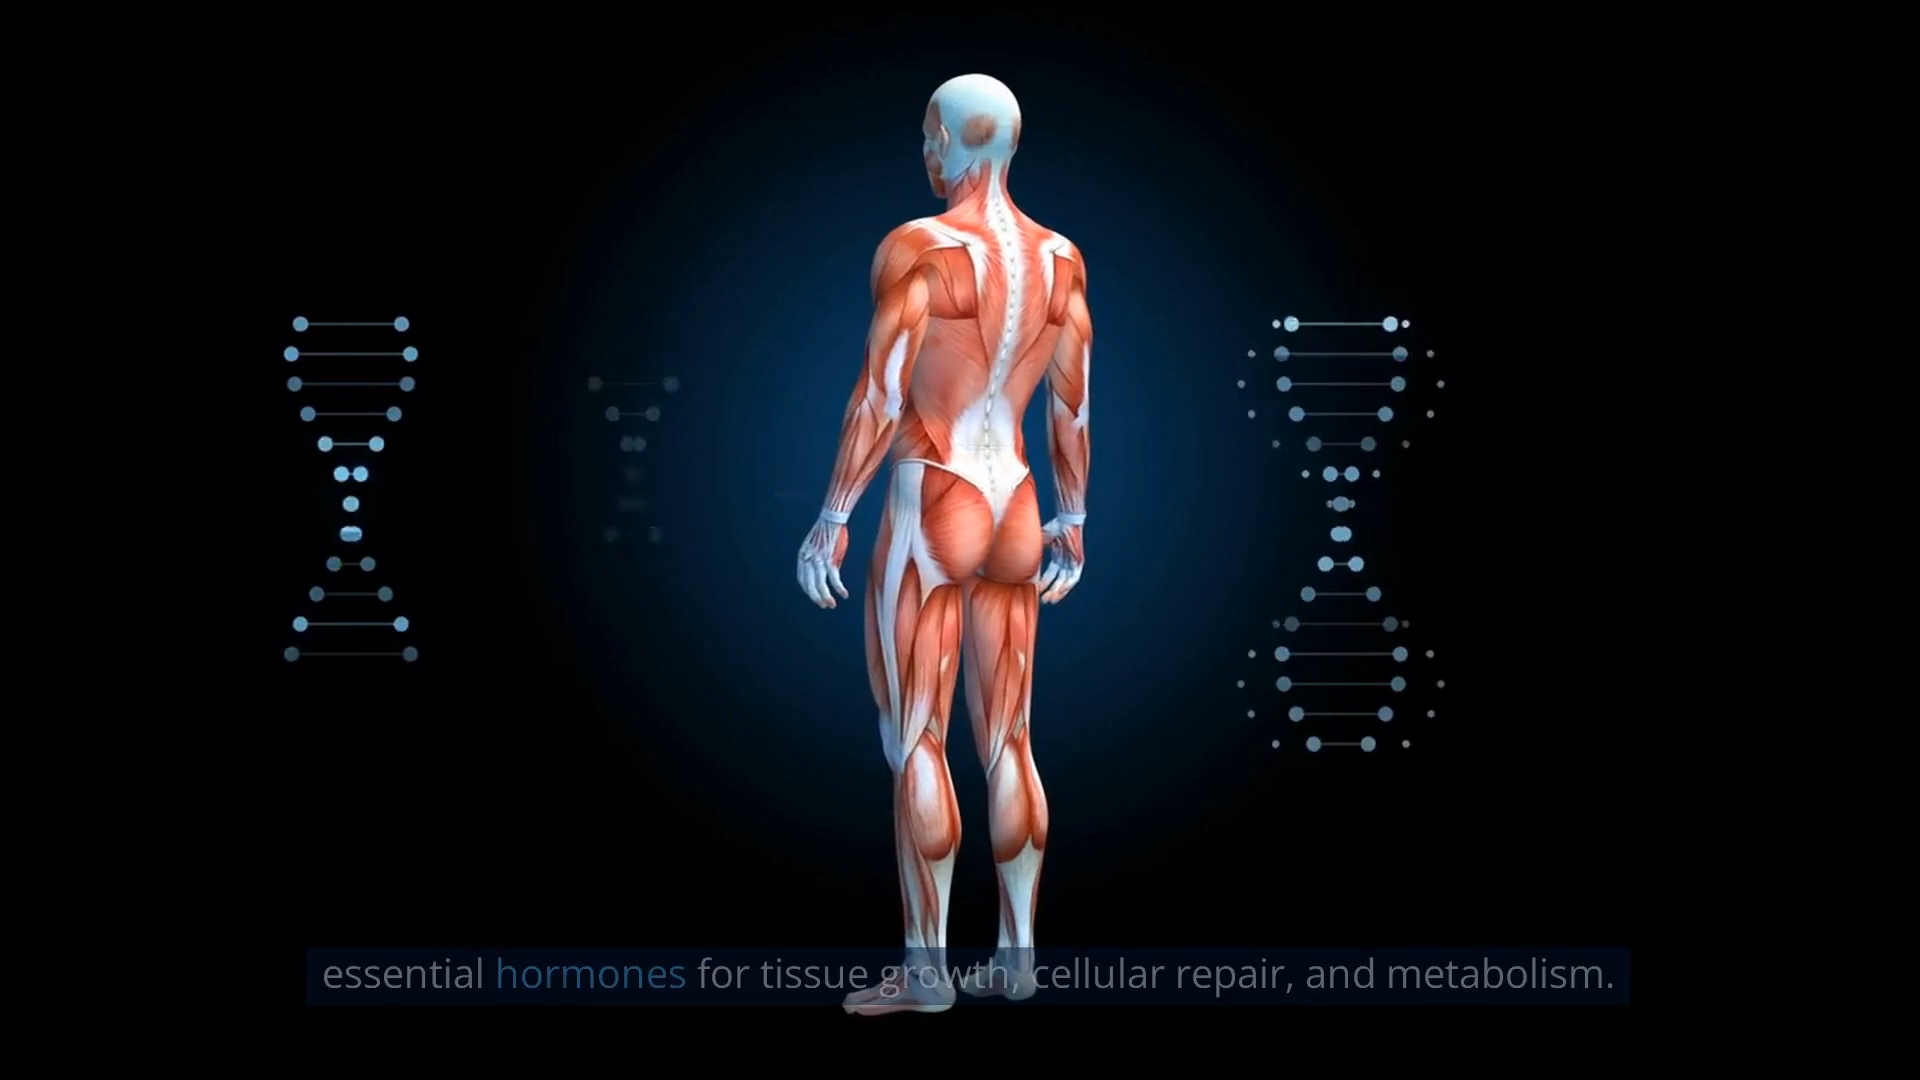 essential hormones for tissue growth, cellular repair, and metabolism.